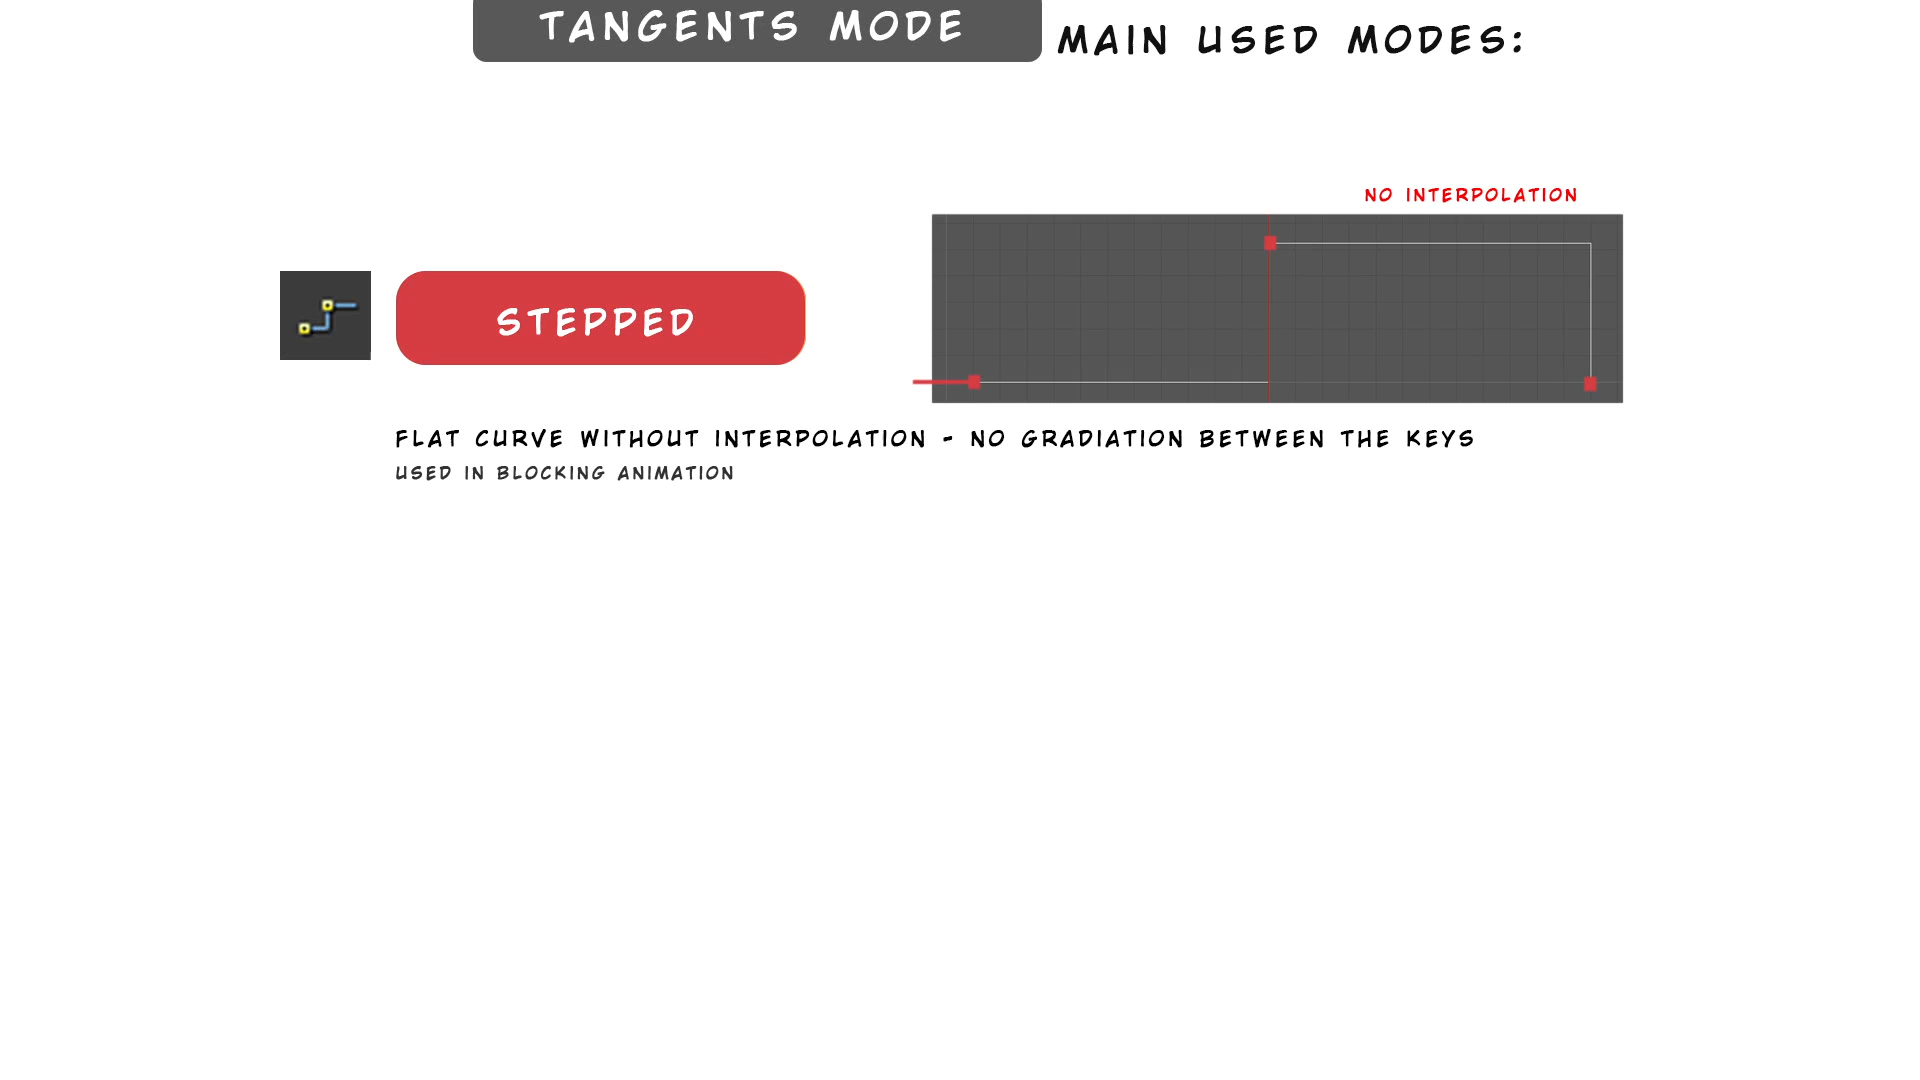 TANGENTS MODE
MAIN USED MODES:
NO INTERPOLATION
STEPPED
FLAT CURVE WITHOUT INTERPOLATION - NO GRADIATION BETWEEN THE KEYS
USED IN BLOCKING ANIMATION